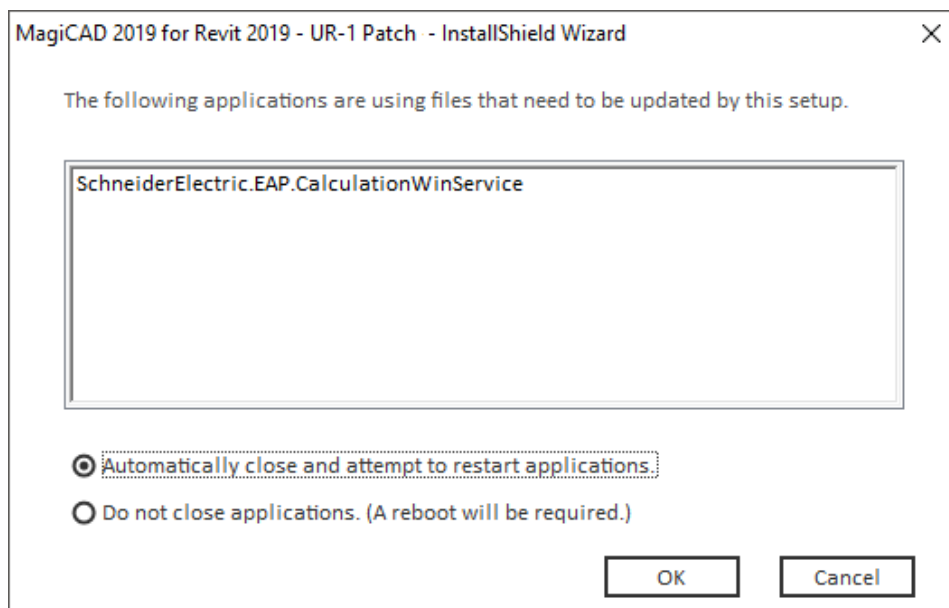 MagiCAD 2019 for Revit 2019 - UR-1 Patch - InstallShield Wizard
The following applications are using files that need to be updated by this setup.
SchneiderElectric.EAP.CalculationWinService
Automatically close and attempt to restart applications.
Do not close applications. (A reboot will be required.)
OK
Cancel